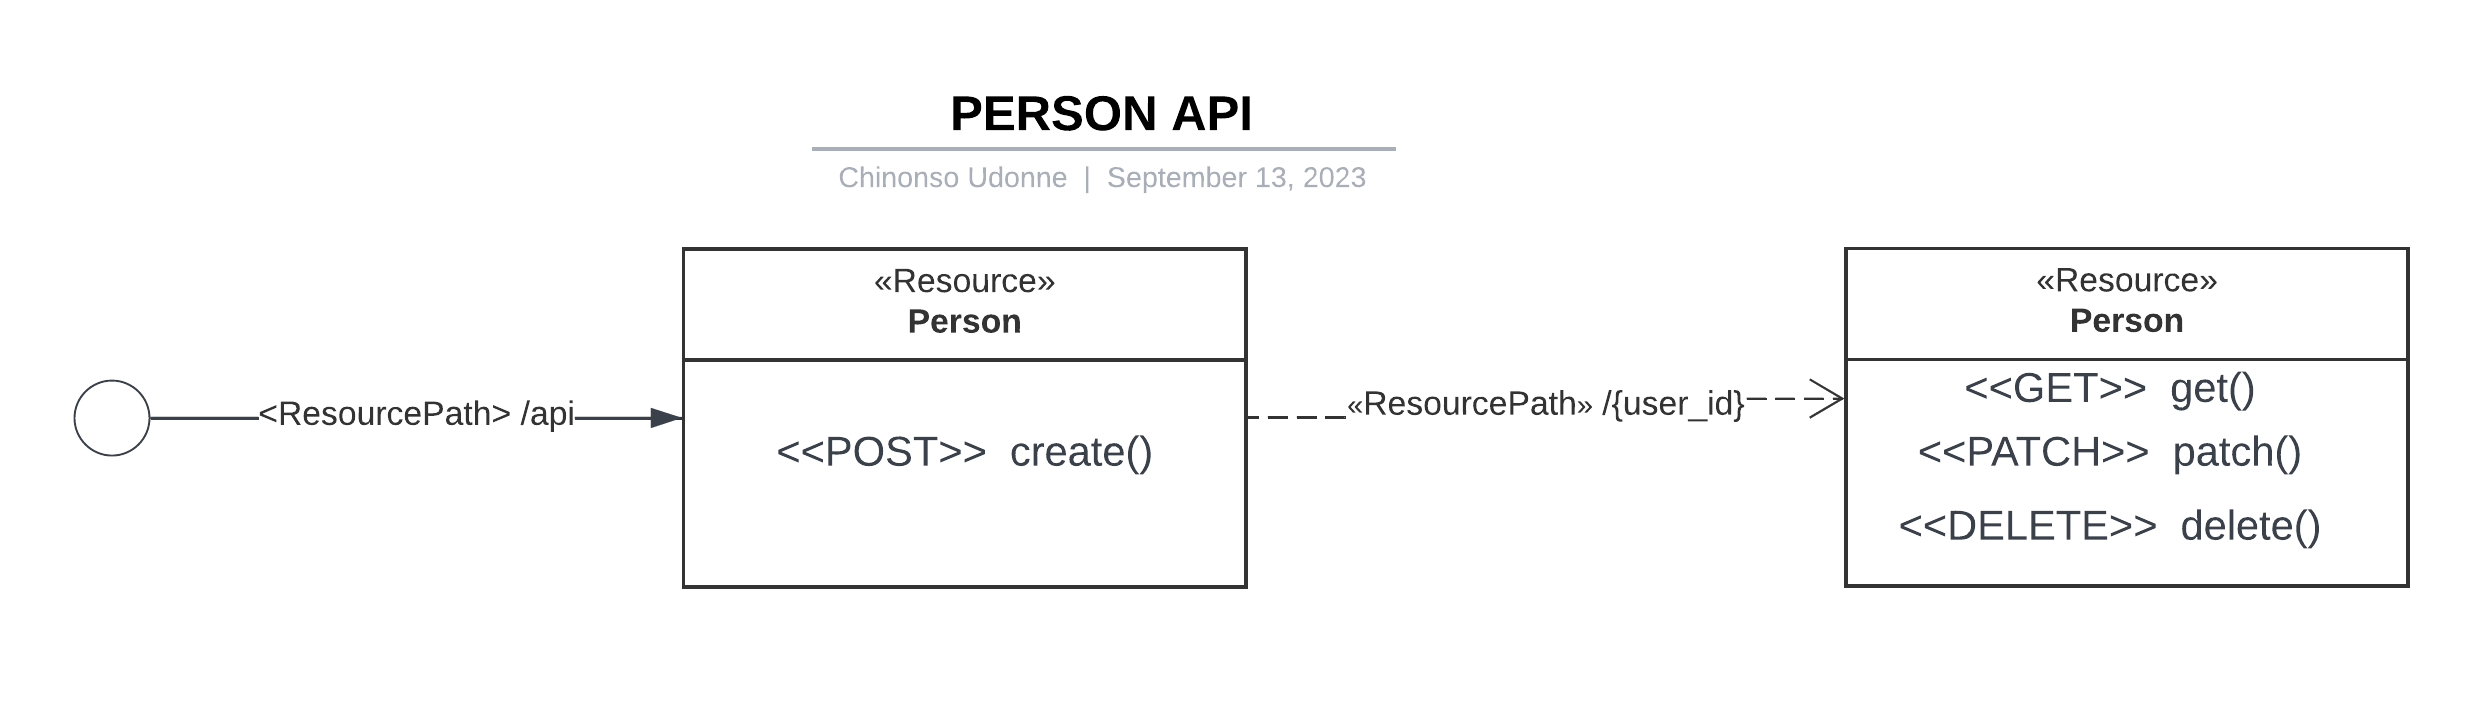 PERSON API
Chinonso Udonne | September 13, 2023
«Resource»
Person
«Resource»
Person
<ResourcePath> /api
«ResourcePath» /{user_id}
<<POST>> create()
<<GET>> get()
<<PATCH>> patch()
<<DELETE>> delete()